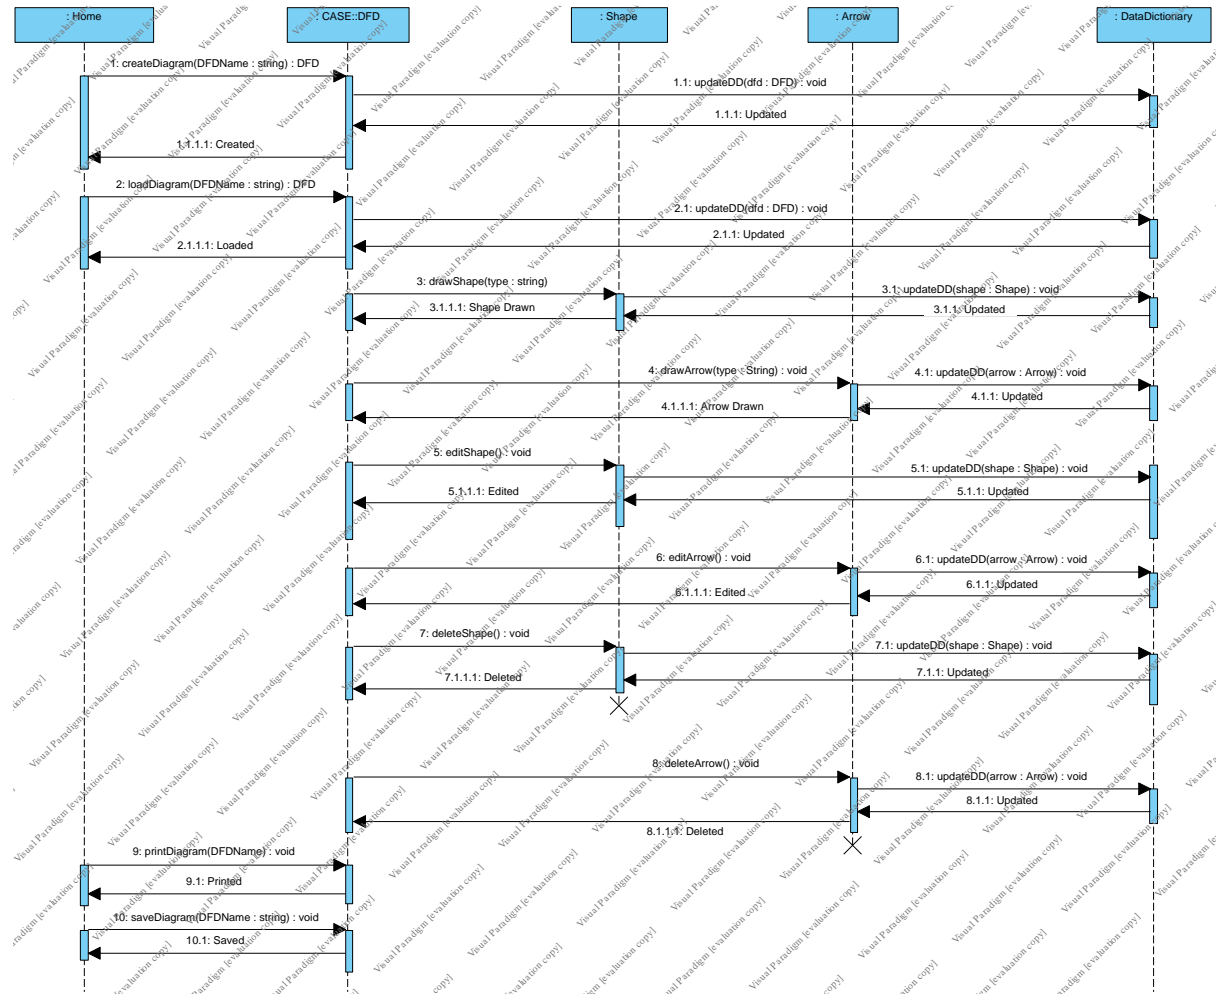 : Home
: CASE::DFD
: Shape
: Arrow
: DataDictionary
1: createDiagram(DFDName : string) : DFD
1.1: updateDD(dfd : DFD) : void
1.1.1: Updated
1.1.1.1: Created
2: loadDiagram(DFDName : string) : DFD
2.1: updateDD(dfd : DFD) : void
2.1.1: Updated
2.1.1.1: Loaded
3: drawShape(type : string)
3.1: updateDD(shape : Shape) : void
3.1.1.1: Shape Drawn
3.1.1: Updated
4: drawArrow(type : String) : void
4.1: updateDD(arrow : Arrow) : void
4.1.1: Updated
4.1.1.1: Arrow Drawn
5: editShape() : void
5.1: updateDD(shape : Shape) : void
5.1.1.1: Edited
5.1.1: Updated
6: editArrow() : void
6.1: updateDD(arrow : Arrow) : void
6.1.1: Updated
6.1.1.1: Edited
7: deleteShape() : void
7.1: updateDD(shape : Shape) : void
7.1.1.1: Deleted
7.1.1: Updated
8: deleteArrow() : void
8.1: updateDD(arrow : Arrow) : void
8.1.1: Updated
8.1.1.1: Deleted
9: printDiagram(DFDName) : void
9.1: Printed
10: saveDiagram(DFDName : string) : void
10.1: Saved
Visual Paradigm [evaluation copy]